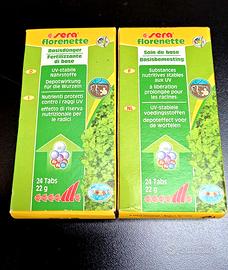 sera
florenette
Basisdünger
Fertilizzante
di base
D
UV-stabile
Nährstoffe
Depotwirkung
für die Wurzeln
I
Nutrienti protetti
contro i raggi UV
effetto di riserva
nutrizionale per
le radici
24 Tabs
22 g
sera
florenette
Soin de base
Basisbemesting
F
Substances
nutritives stables
aux UV
à libération
prolongée pour
les racines
NL
UV-stabiele
voedingsstoffen
depoteffect voor
de wortelen
24 Tabs
22 g